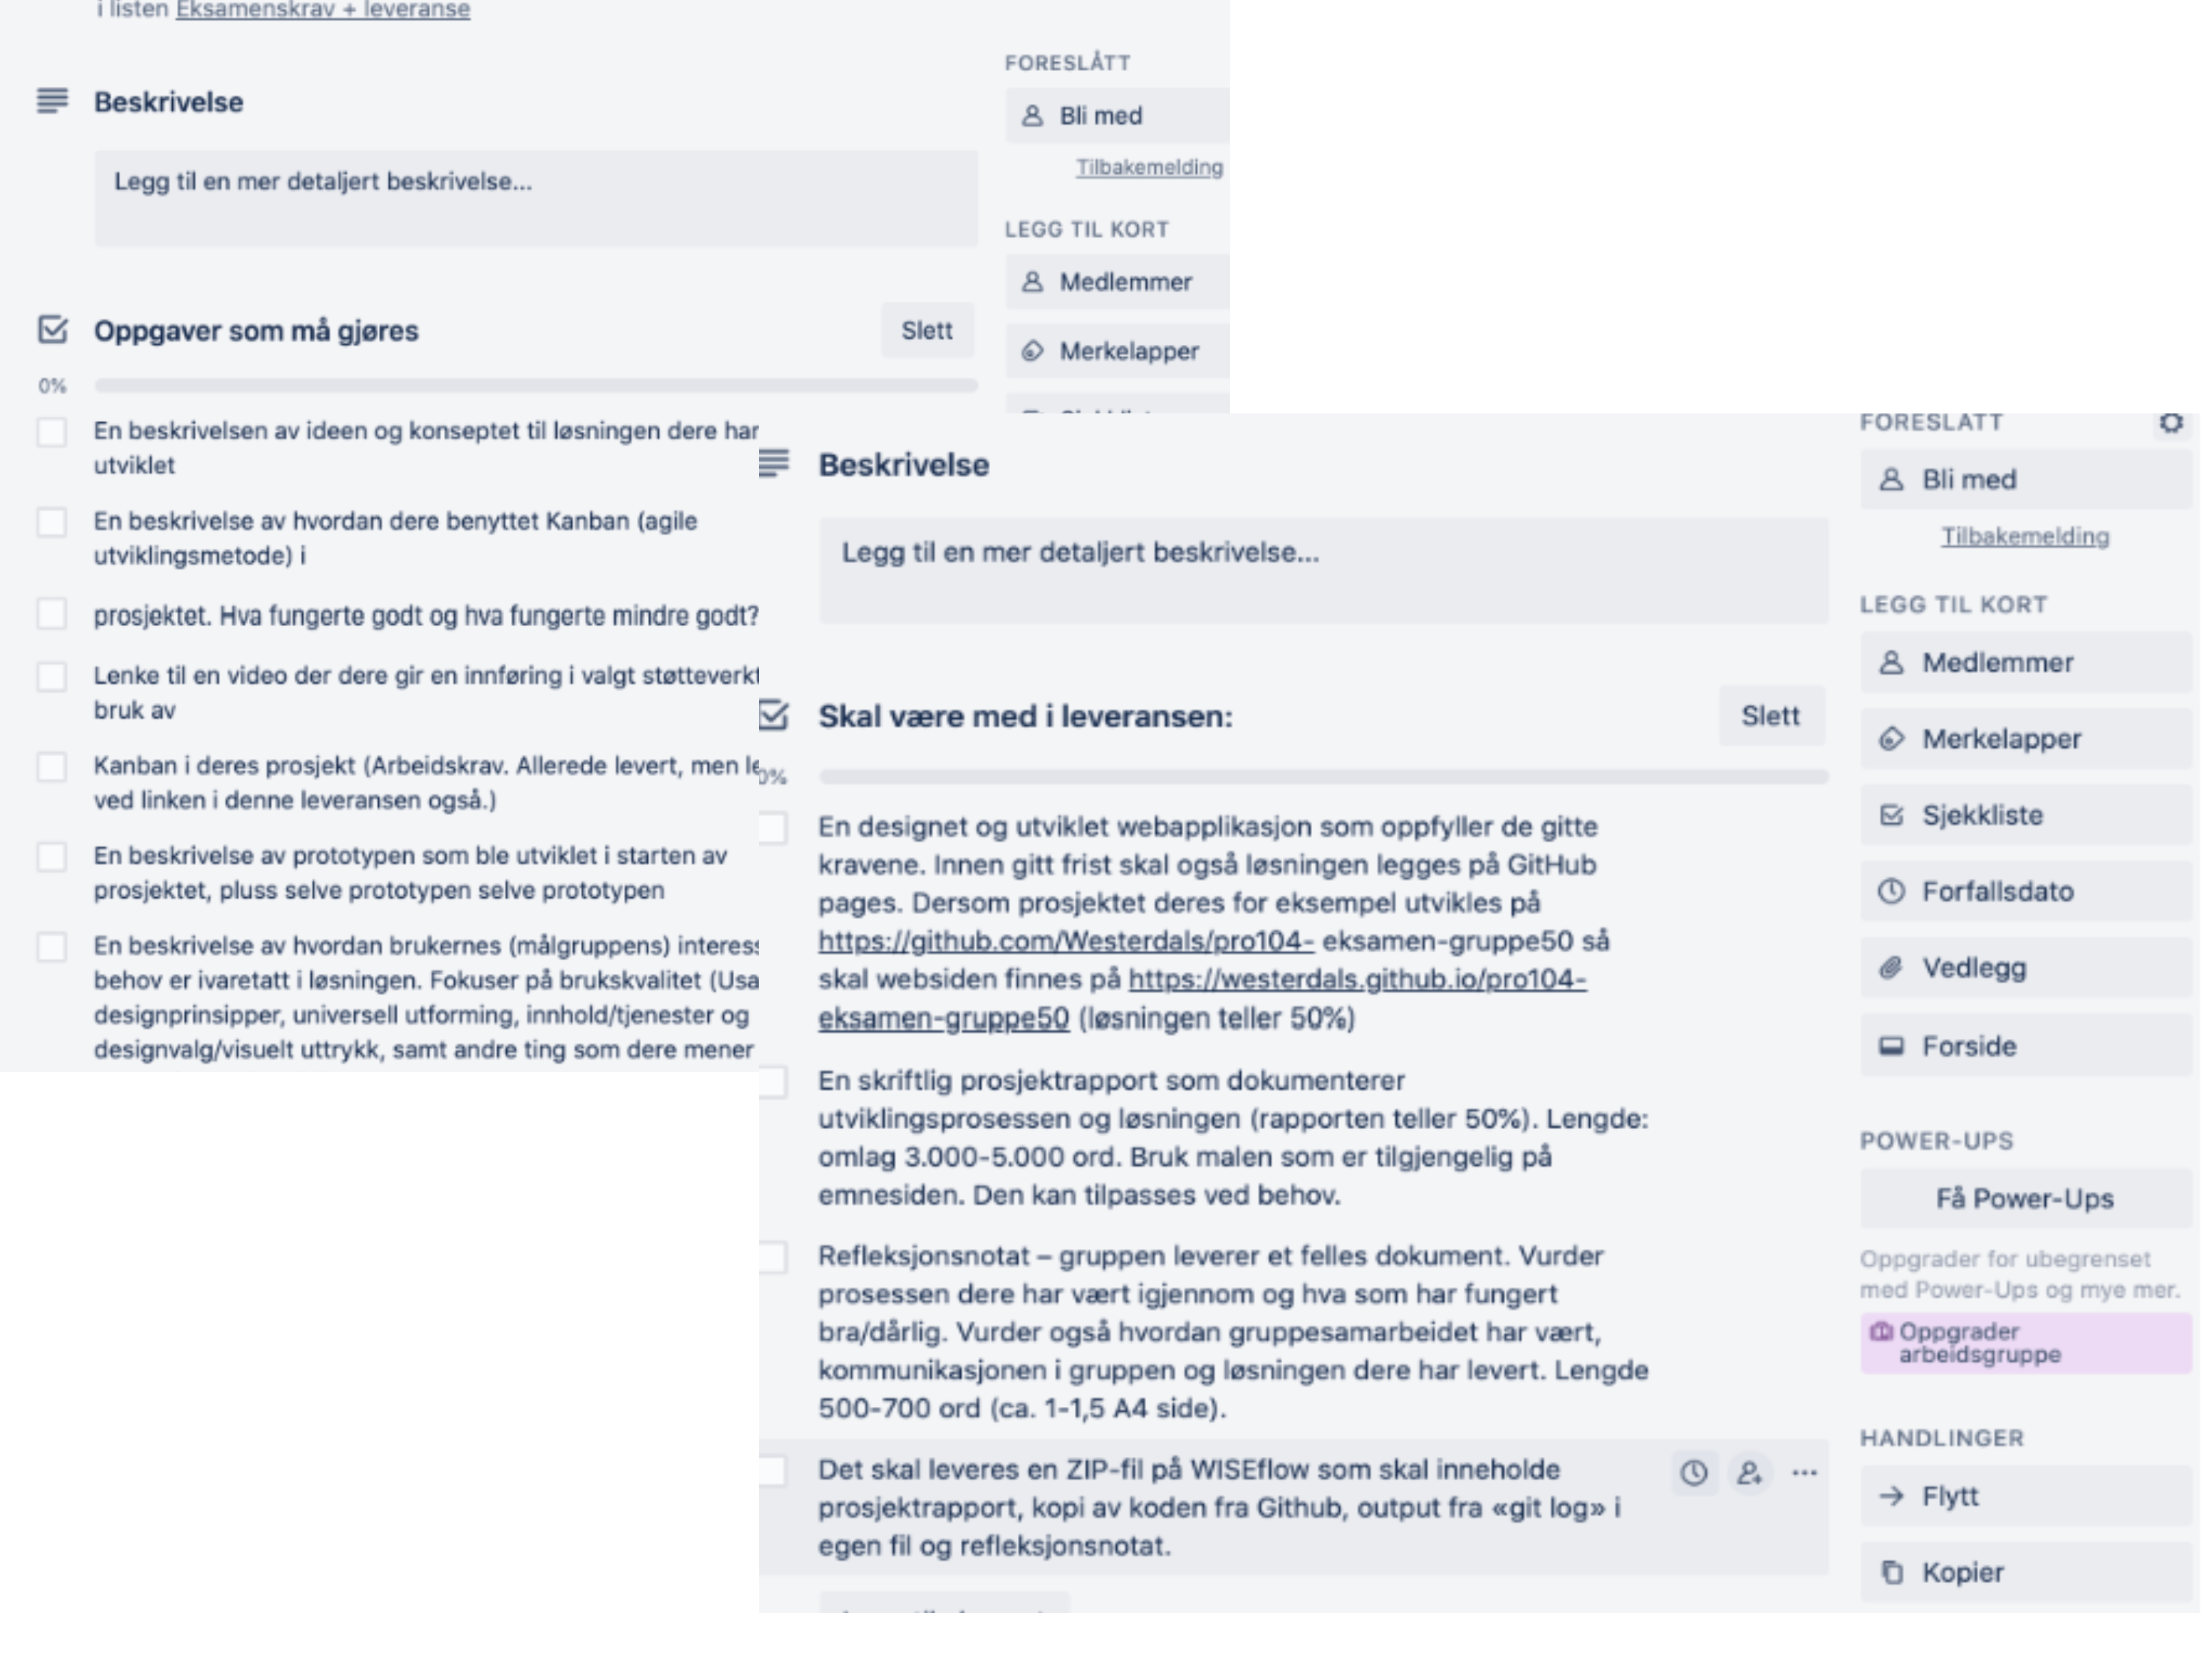 i listen Eksamenskrav + leveranse
Beskrivelse
Legg til en mer detaljert beskrivelse...
Oppgaver som må gjøres
Slett
0%
En beskrivelsen av ideen og konseptet til løsningen dere har
utviklet
En beskrivelse av hvordan dere benyttet Kanban (agile
utviklingsmetode) i
prosjektet. Hva fungerte godt og hva fungerte mindre godt?
Lenke til en video der dere gir en innføring i valgt
bruk av
Kanban i deres prosjekt (Arbeidskrav. Allerede levert, men
ved linken i denne leveransen også.)
En beskrivelse av prototypen som ble utviklet i starten av
prosjektet, pluss selve prototypen selve prototypen
En beskrivelse av hvordan brukernes (målgruppens)
behov er ivaretatt i løsningen. Fokuser på brukskvalitet
designprinsipper, universell utforming, innhold/tjenester og
designvalg/visuelt uttrykk, samt andre ting som dere mener
FORESLÅTT
Bli med
Tilbakemelding
LEGG TIL KORT
Medlemmer
Merkelapper
Beskrivelse
Legg til en mer detaljert beskrivelse...
Skal være med i leveransen:
Slett
0%
En designet og utviklet webapplikasjon som oppfyller de gitte
kravene. Innen gitt frist skal også løsningen legges på GitHub
pages. Dersom prosjektet deres for eksempel utvikles på
https://github.com/Westerdals/pro104- eksamen-gruppe50 så
skal websiden finnes på https://westerdals.github.io/pro104-
eksamen-gruppe50 (løsningen teller 50%)
En skriftlig prosjektrapport som dokumenterer
utviklingsprosessen og løsningen (rapporten teller 50%). Lengde:
omlag 3.000-5.000 ord. Bruk malen som er tilgjengelig på
emnesiden. Den kan tilpasses ved behov.
Refleksjonsnotat – gruppen leverer et felles dokument. Vurder
prosessen dere har vært igjennom og hva som har fungert
bra/dårlig. Vurder også hvordan gruppesamarbeidet har vært,
kommunikasjonen i gruppen og løsningen dere har levert. Lengde
500-700 ord (ca. 1-1,5 A4 side).
Det skal leveres en ZIP-fil på WISEflow som skal inneholde
prosjektrapport, kopi av koden fra Github, output fra «git log» i
egen fil og refleksjonsnotat.
FORESLÅTT
Bli med
Tilbakemelding
LEGG TIL KORT
Medlemmer
Merkelapper
Sjekkliste
Forfallsdato
Vedlegg
Forside
POWER-UPS
Få Power-Ups
Oppgrader for ubegrenset
med Power-Ups og mye mer.
Oppgrader
arbeidsgruppe
HANDLINGER
Flytt
Kopier